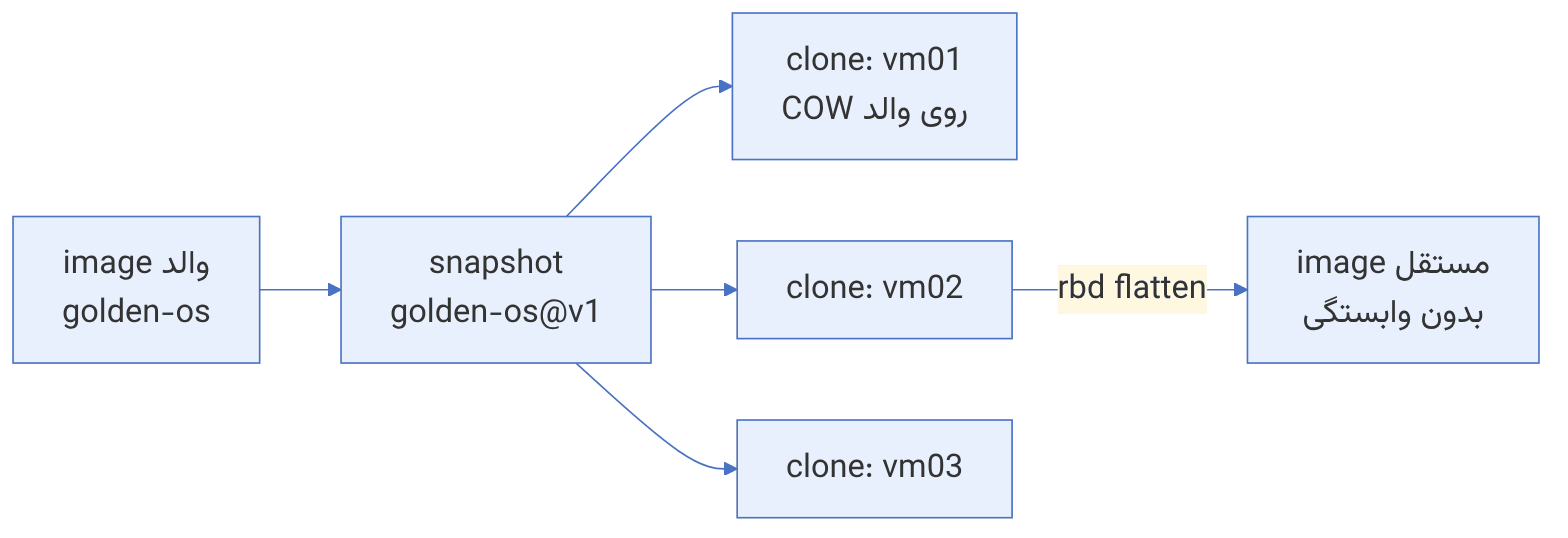 image والد
golden-os
snapshot
golden-os@v1
clone: vm01
COW روی والد
clone: vm02
clone: vm03
rbd flatten
image مستقل
بدون وابستگی